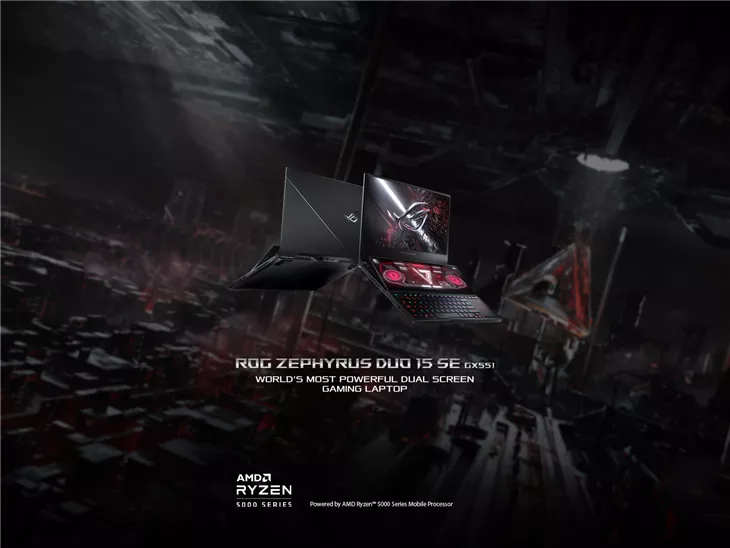 ROG ZEPHYRUS DUO 15 SE GX551
WORLD'S MOST POWERFUL DUAL SCREEN
GAMING LAPTOP
AMD
RYZEN
5000 SERIES
Powered by AMD Ryzen™ 5000 Series Mobile Processor